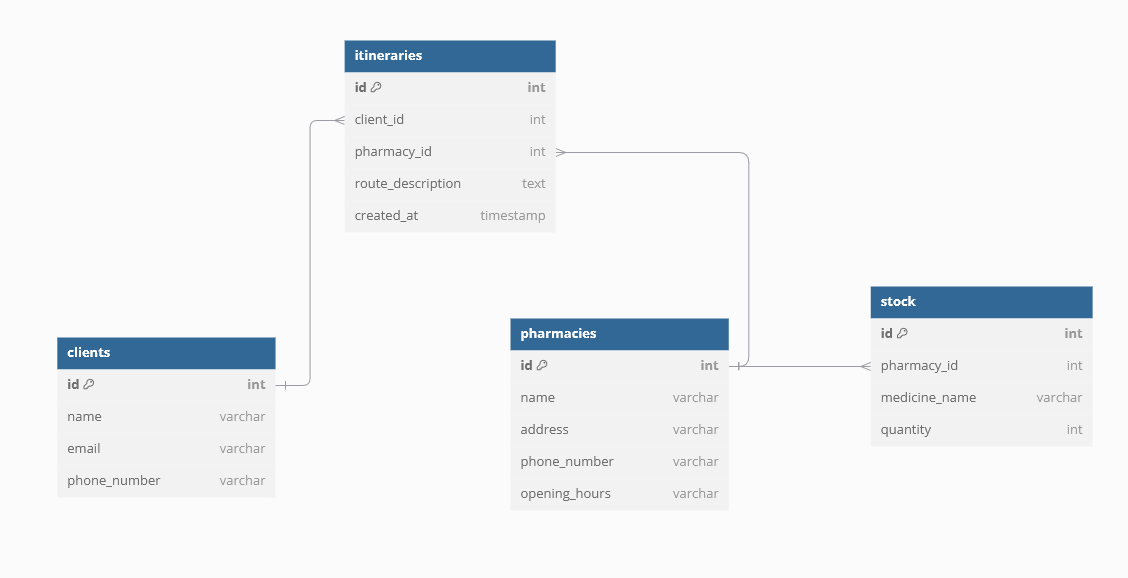 itineraries
id int
client_id int
pharmacy_id int
route_description text
created_at timestamp
clients
id int
name varchar
email varchar
phone_number varchar
pharmacies
id int
name varchar
address varchar
phone_number varchar
opening_hours varchar
stock
id int
pharmacy_id int
medicine_name varchar
quantity int